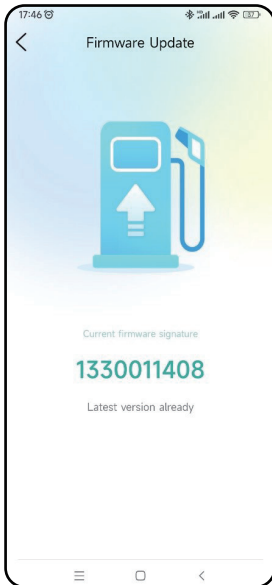 17:46
Firmware Update
Current firmware signature
1330011408
Latest version already